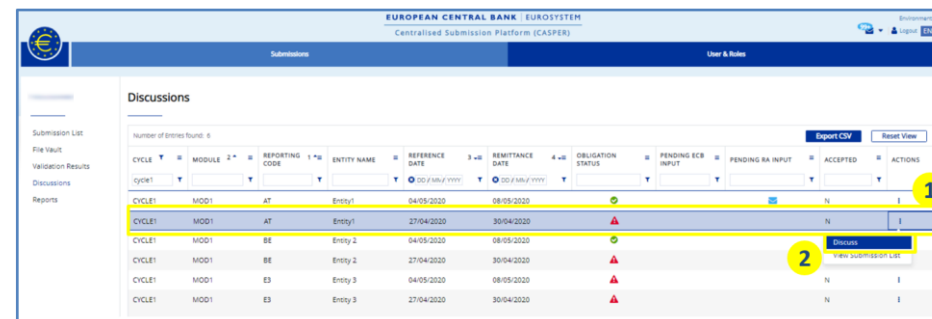 EUROPEAN CENTRAL BANK | EUROSYSTEM
Centralised Submission Platform (CASPER)
Environment
Logout EN
Submissions User & Roles
Discussions
Submission List
File Vault
Validation Results
Discussions
Reports
Number of Entries found: 6 Export CSV Reset View
CYCLE MODULE 2 REPORTING CODE 1 ENTITY NAME REFERENCE DATE 3 REMITTANCE DATE 4 OBLIGATION STATUS PENDING ECB INPUT PENDING RA INPUT ACCEPTED ACTIONS
cycle1 DD / MM / YYYY DD / MM / YYYY
1
CYCLE1 MOD1 AT Entity1 04/05/2020 08/05/2020 N
CYCLE1 MOD1 AT Entity1 27/04/2020 30/04/2020 N
CYCLE1 MOD1 BE Entity 2 04/05/2020 08/05/2020
Discuss
2
View Submission List
CYCLE1 MOD1 BE Entity 2 27/04/2020 30/04/2020
CYCLE1 MOD1 E3 Entity 3 04/05/2020 08/05/2020 N
CYCLE1 MOD1 E3 Entity 3 27/04/2020 30/04/2020 N